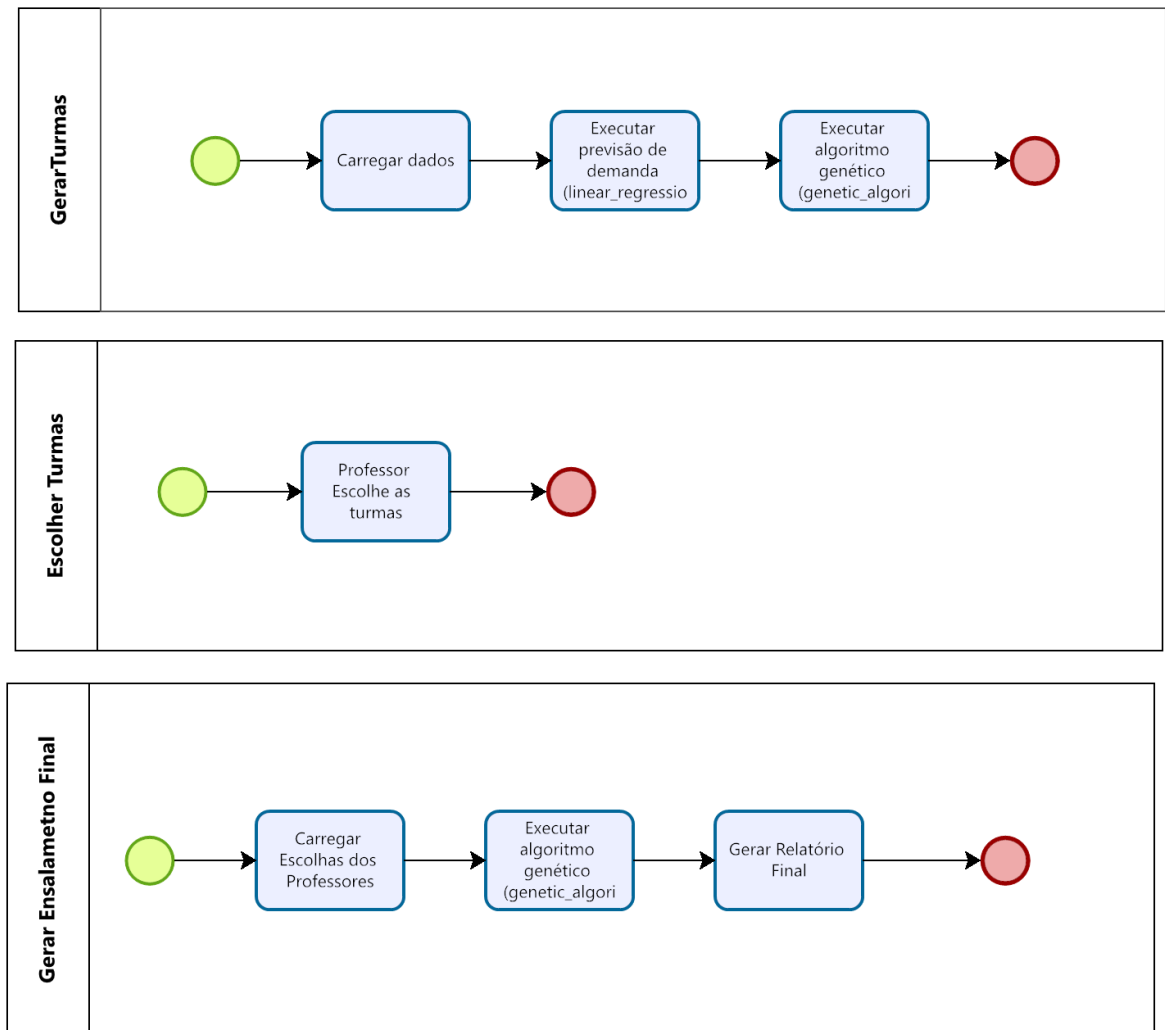 GerarTurmas
Carregar dados
Executar
previsão de
demanda
(linear_regressio
Executar
algoritmo
genético
(genetic_algori
Escolher Turmas
Professor
Escolhe as
turmas
Gerar Ensalametno Final
Carregar
Escolhas dos
Professores
Executar
algoritmo
genético
(genetic_algori
Gerar Relatório
Final